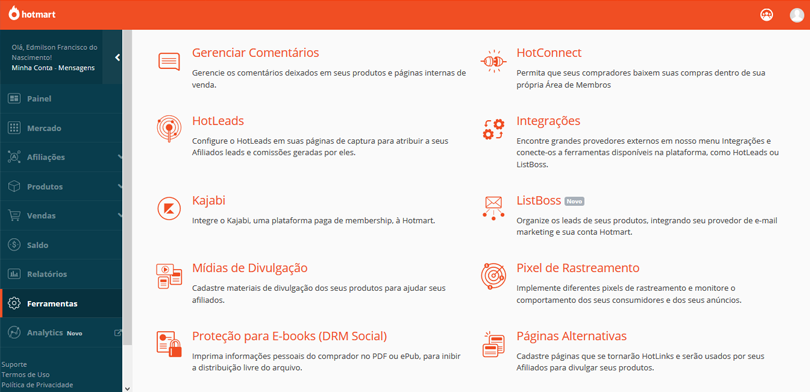 hotmart
Olá, Edmilson Francisco do
Nascimento!
Minha Conta - Mensagens
Painel
Mercado
Afiliações
Produtos
Vendas
Saldo
Relatórios
Ferramentas
Analytics Novo
Suporte
Termos de Uso
Política de Privacidade
Gerenciar Comentários
Gerencie os comentários deixados em seus produtos e páginas internas de
venda.
HotConnect
Permita que seus compradores baixem suas compras dentro de sua
própria Área de Membros
HotLeads
Configure o HotLeads em suas páginas de captura para atribuir a seus
Afiliados leads e comissões geradas por eles.
Integrações
Encontre grandes provedores externos em nosso menu Integrações e
conecte-os a ferramentas disponíveis na plataforma, como HotLeads ou
ListBoss.
Kajabi
Integre o Kajabi, uma plataforma paga de membership, à Hotmart.
ListBoss Novo
Organize os leads de seus produtos, integrando seu provedor de e-mail
marketing e sua conta Hotmart.
Mídias de Divulgação
Cadastre materiais de divulgação dos seus produtos para ajudar seus
afiliados.
Pixel de Rastreamento
Implemente diferentes pixels de rastreamento e monitore o
comportamento dos seus consumidores e dos seus anúncios.
Proteção para E-books (DRM Social)
Imprima informações pessoais do comprador no PDF ou ePub, para inibir
a distribuição livre do arquivo.
Páginas Alternativas
Cadastre páginas que se tornarão HotLinks e serão usados por seus
Afiliados para divulgar seus produtos.